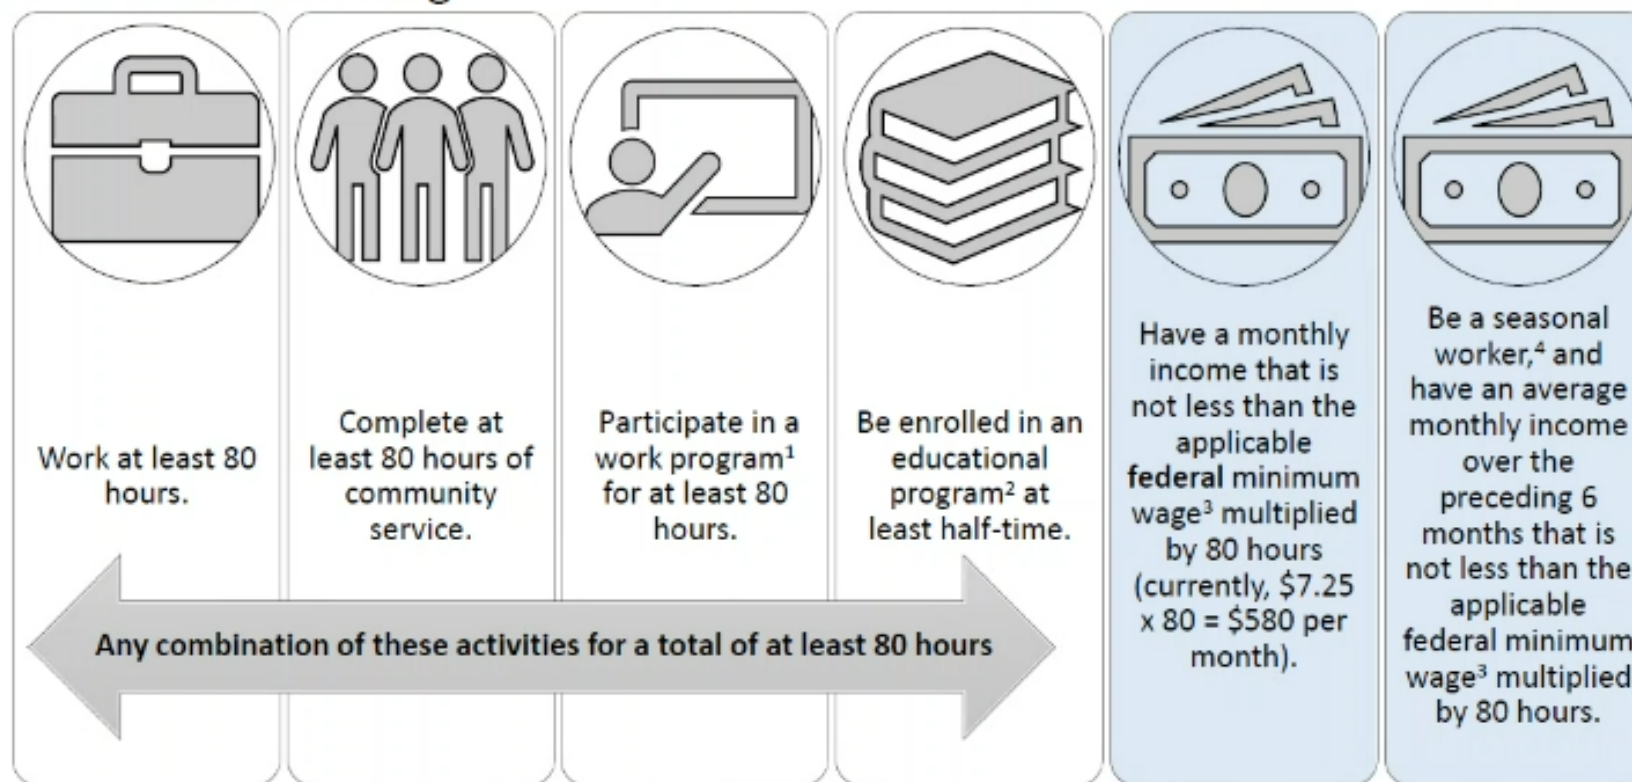 Work at least 80
hours.
Complete at
least 80 hours of
community
service.
Participate in a
work program¹
for at least 80
hours.
Be enrolled in an
educational
program² at
least half-time.
Any combination of these activities for a total of at least 80 hours
Have a monthly
income that is
not less than the
applicable
federal minimum
wage³ multiplied
by 80 hours
(currently, $7.25
x 80 = $580 per
month).
Be a seasonal
worker,⁴ and
have an average
monthly income
over the
preceding 6
months that is
not less than the
applicable
federal minimum
wage³ multiplied
by 80 hours.